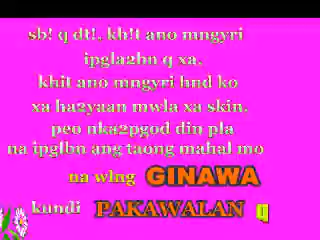 sb! q dt!. kh!t ano mngyri
ipgla2bn q xa.
khit ano mngyri hnd ko
xa ha2yaan mwla xa skin.
peo nka2pgod din pla
na ipglbn ang taong mahal mo
na wlng GINAWA
kundi PAKAWALAN q